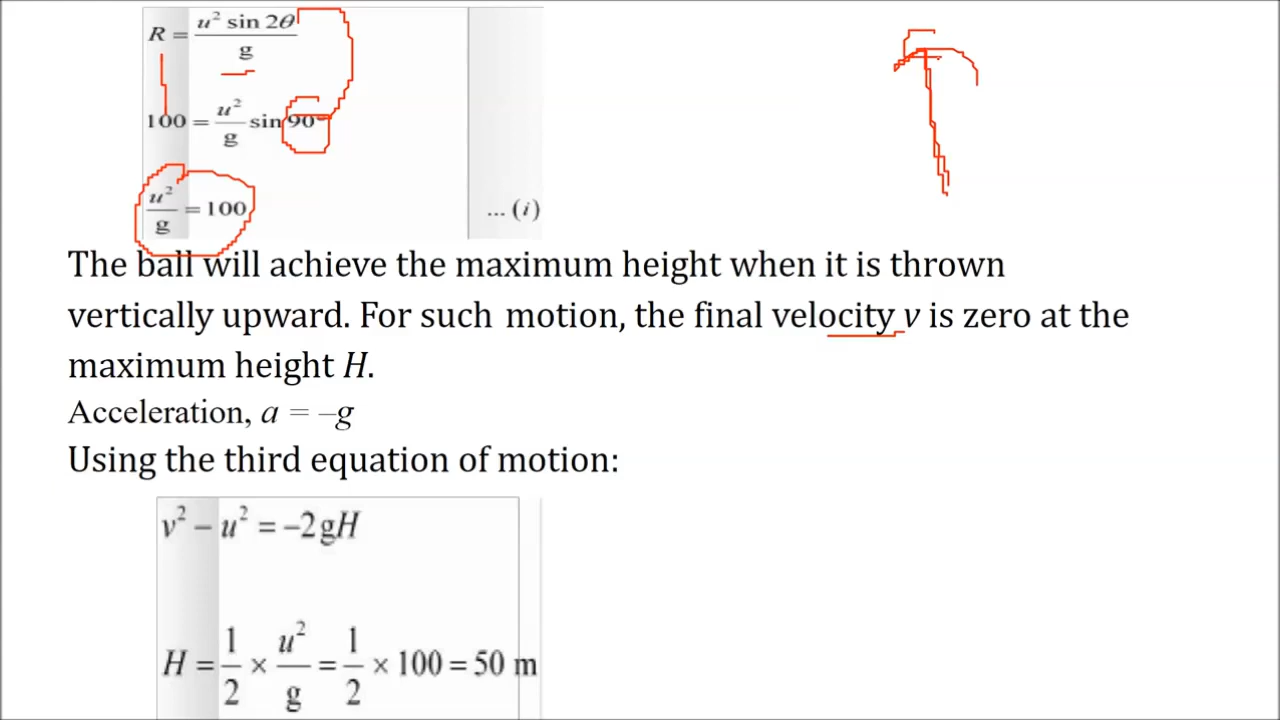 R = u² sin 2θ / g
100 = u²/g sin 90°
u²/g = 100 ... (i)
The ball will achieve the maximum height when it is thrown
vertically upward. For such motion, the final velocity v is zero at the
maximum height H.
Acceleration, a = –g
Using the third equation of motion:
v² – u² = –2gH
H = 1/2 × u²/g = 1/2 × 100 = 50 m